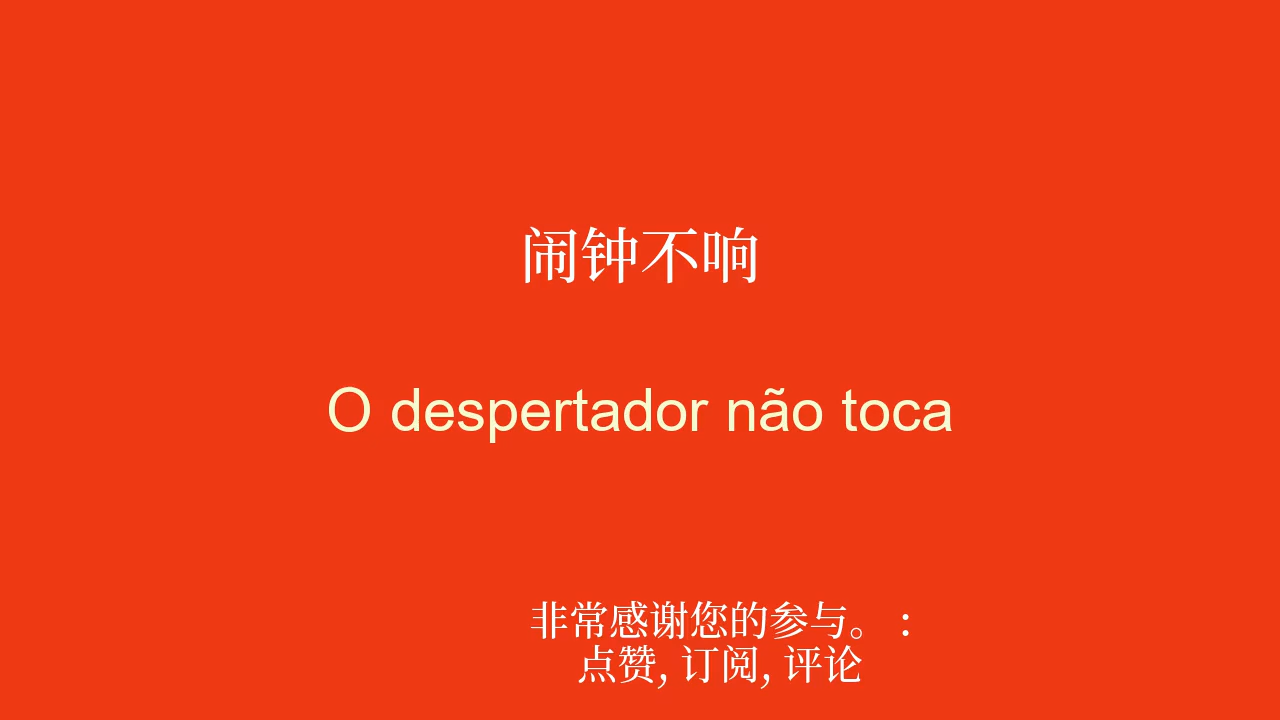 闹钟不响
O despertador não toca
非常感谢您的参与。 :
点赞, 订阅, 评论